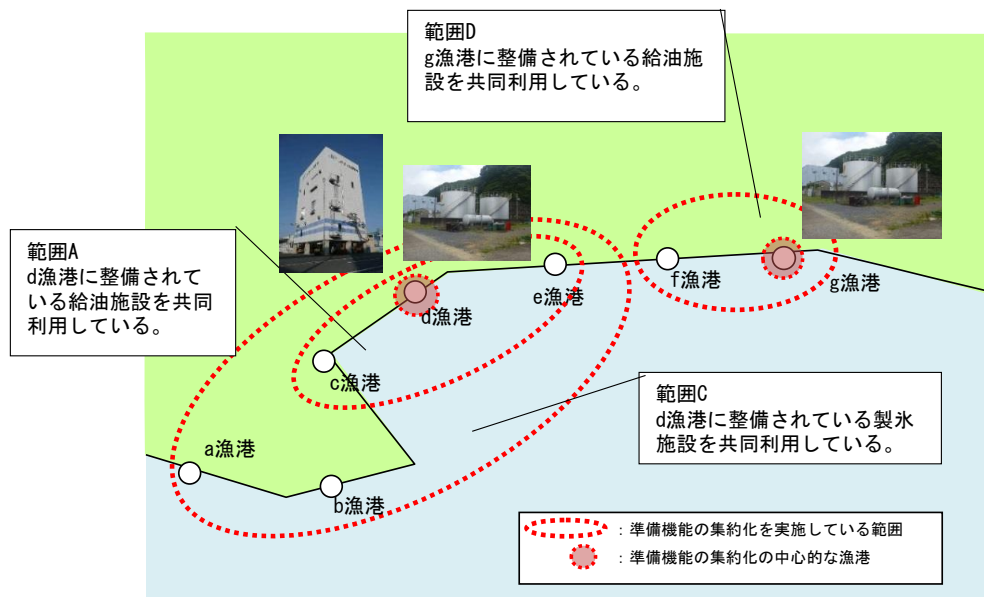 範囲D
g漁港に整備されている給油施
設を共同利用している。
範囲A
d漁港に整備されて
いる給油施設を共同
利用している。
d漁港
e漁港
f漁港
g漁港
c漁港
範囲C
d漁港に整備されている製氷
施設を共同利用している。
a漁港
b漁港
：準備機能の集約化を実施している範囲
：準備機能の集約化の中心的な漁港